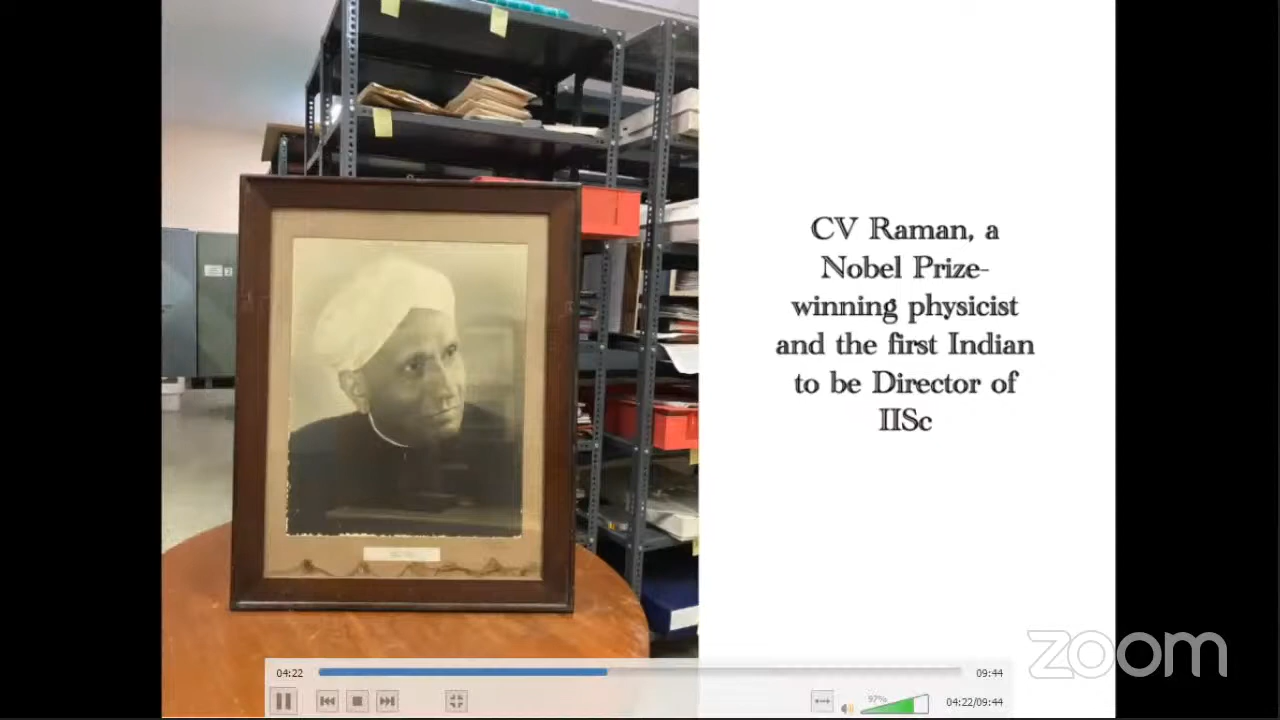 CV Raman, a
Nobel Prize-
winning physicist
and the first Indian
to be Director of
IISc
zoom
04:22
09:44
97%
04:22/09:44